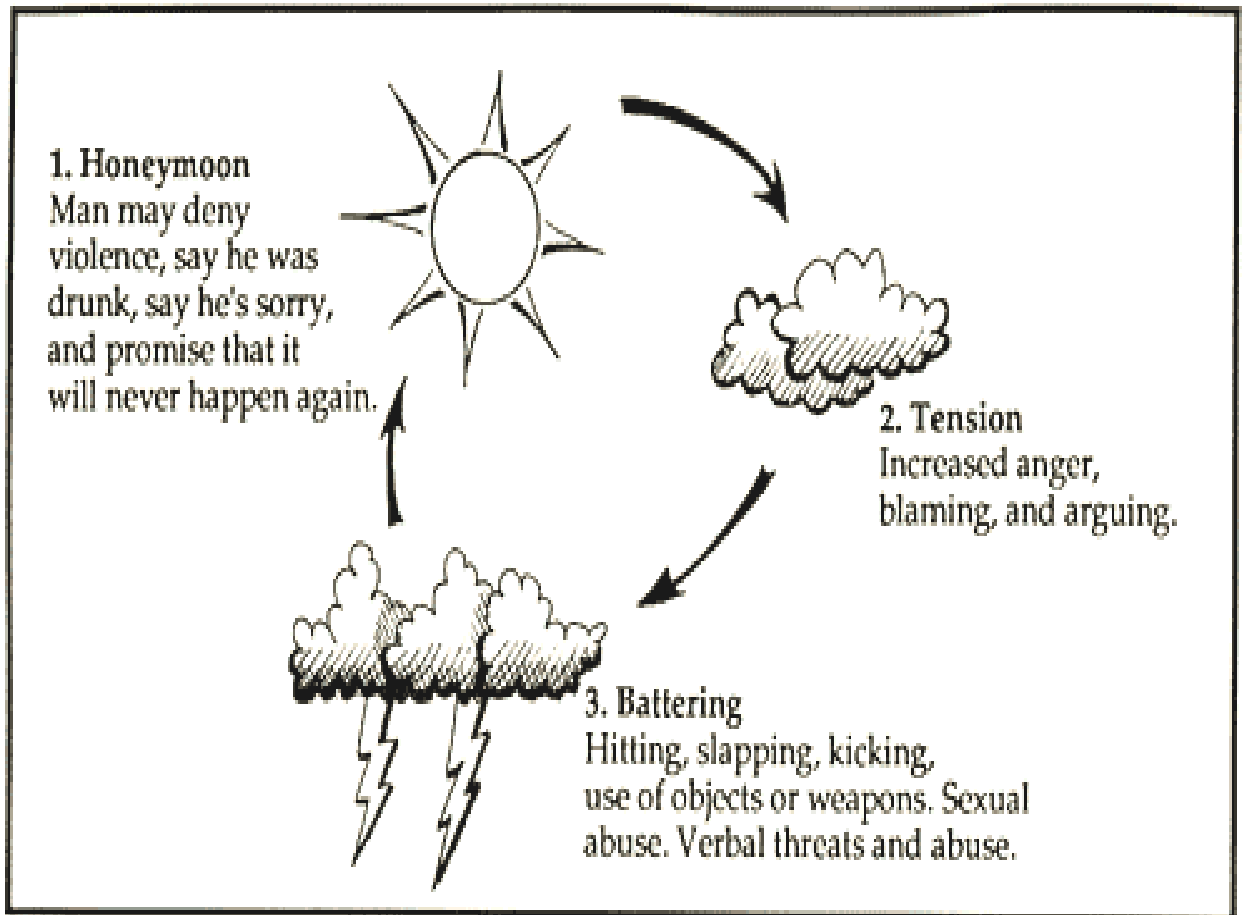 1. Honeymoon
Man may deny
violence, say he was
drunk, say he's sorry,
and promise that it
will never happen again.
2. Tension
Increased anger,
blaming, and arguing.
3. Battering
Hitting, slapping, kicking,
use of objects or weapons. Sexual
abuse. Verbal threats and abuse.